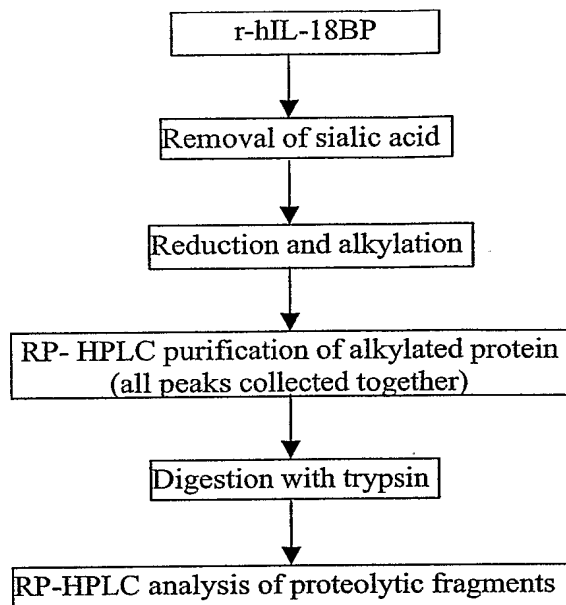 r-hIL-18BP
Removal of sialic acid
Reduction and alkylation
RP- HPLC purification of alkylated protein
(all peaks collected together)
Digestion with trypsin
RP-HPLC analysis of proteolytic fragments